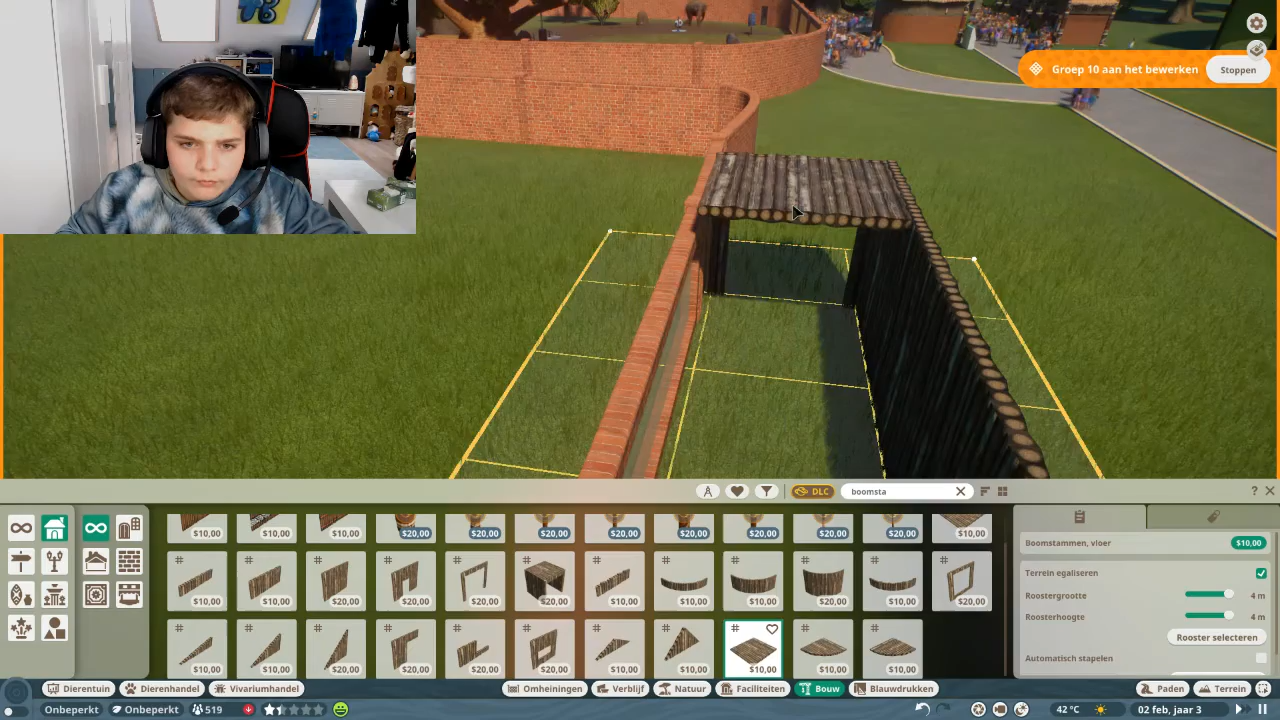 Groep 10 aan het bewerken
Stoppen
DLC
boomsta
?
$10,00 $10,00 $10,00 $20,00 $20,00 $20,00 $20,00 $20,00 $20,00 $20,00 $20,00 $10,00
$10,00 $10,00 $20,00 $20,00 $20,00 $20,00 $10,00 $10,00 $10,00 $20,00 $10,00 $20,00
$10,00 $10,00 $20,00 $20,00 $20,00 $20,00 $10,00 $10,00 $10,00 $10,00 $10,00
Boomstammen, vloer $10,00
Terrein egaliseren
Roostergrootte 4 m
Roosterhoogte 4 m
Rooster selecteren
Automatisch stapelen
Dierentuin Dierenhandel Vivariumhandel Omheiningen Verblijf Natuur Faciliteiten Bouw Blauwdrukken Paden Terrein
Onbeperkt Onbeperkt 519 42 °C 02 feb, jaar 3